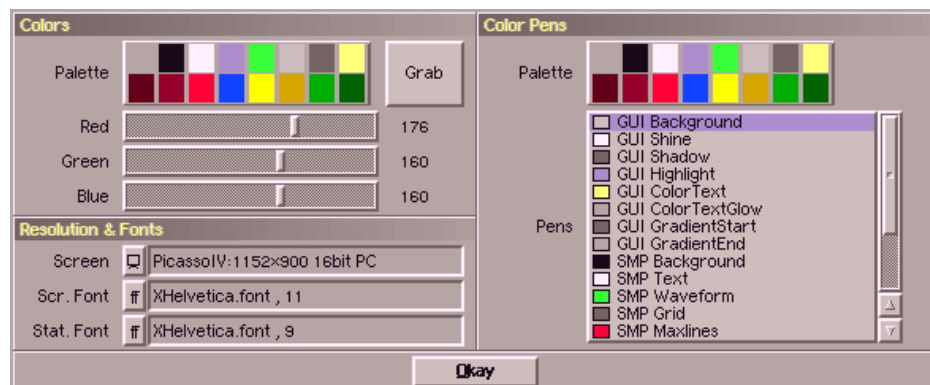 Colors
Palette
Grab
Red 176
Green 160
Blue 160
Resolution & Fonts
Screen PicassoIV:1152×900 16bit PC
Scr. Font ff XHelvetica.font , 11
Stat. Font ff XHelvetica.font , 9
Color Pens
Palette
Pens
GUI Background
GUI Shine
GUI Shadow
GUI Highlight
GUI ColorText
GUI ColorTextGlow
GUI GradientStart
GUI GradientEnd
SMP Background
SMP Text
SMP Waveform
SMP Grid
SMP Maxlines
Okay